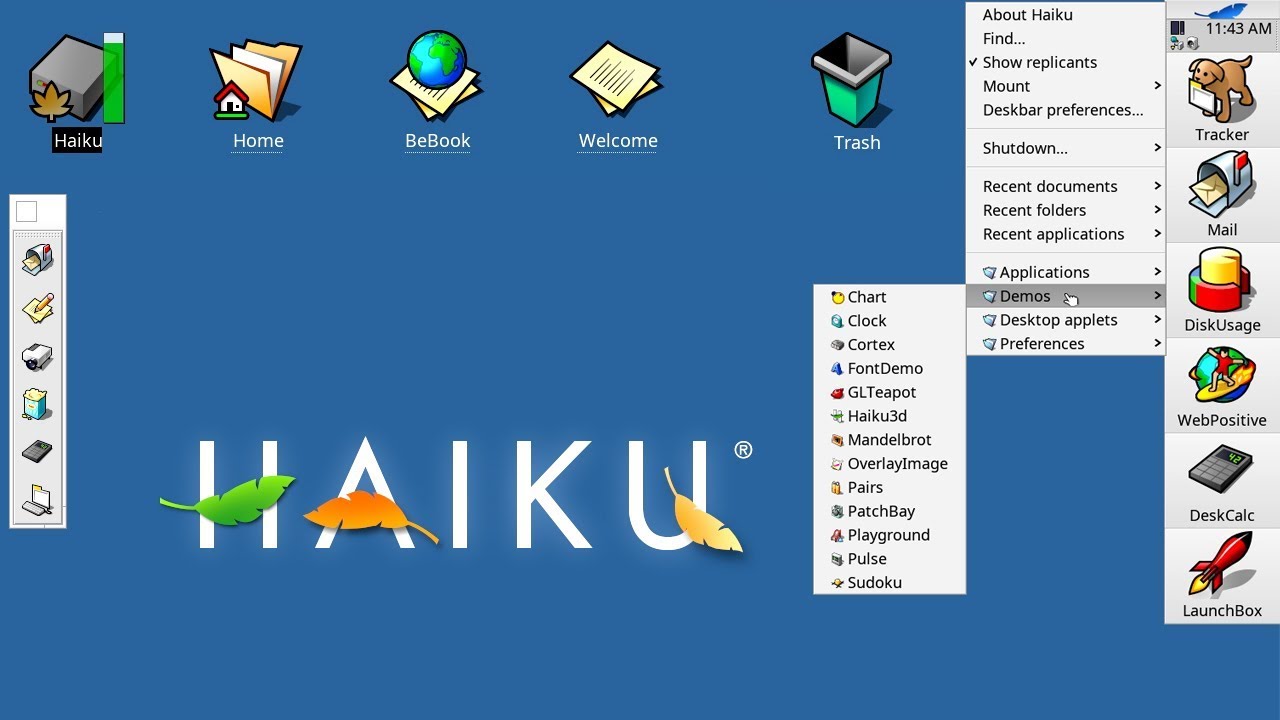 Haiku
Home
BeBook
Welcome
Trash
About Haiku
Find...
Show replicants
Mount
Deskbar preferences...
Shutdown...
Recent documents
Recent folders
Recent applications
Applications
Demos
Desktop applets
Preferences
Chart
Clock
Cortex
FontDemo
GLTeapot
Haiku3d
Mandelbrot
OverlayImage
Pairs
PatchBay
Playground
Pulse
Sudoku
11:43 AM
Tracker
Mail
DiskUsage
WebPositive
42
DeskCalc
LaunchBox
HAIKU®